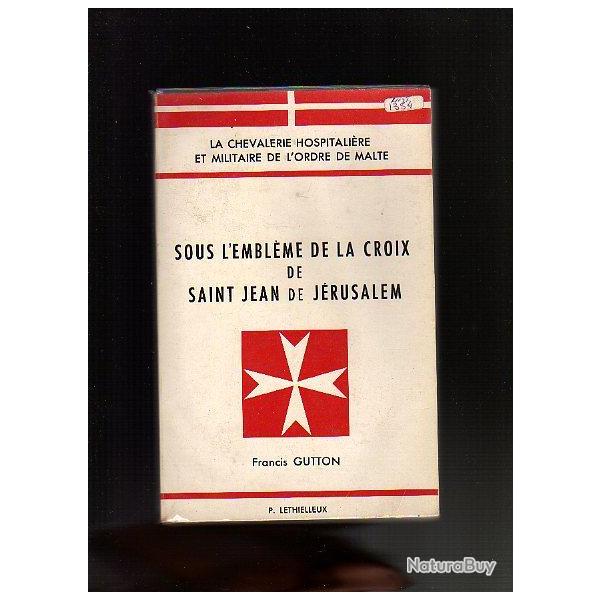 1354
LA CHEVALERIE HOSPITALIÈRE
ET MILITAIRE DE L'ORDRE DE MALTE
SOUS L'EMBLÈME DE LA CROIX
DE
SAINT JEAN DE JÉRUSALEM
Francis GUTTON
P. LETHIELLEUX
NaturaBuy